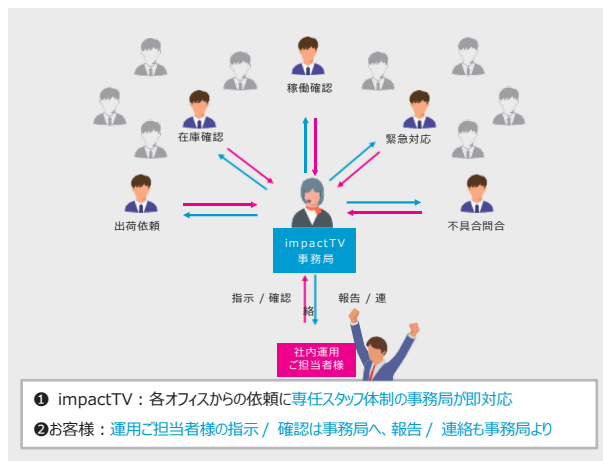 稼働確認
在庫確認
緊急対応
出荷依頼
不具合問合
impactTV
事務局
指示 / 確認
報告 / 連
絡
社内運用
ご担当者様
❶ impactTV：各オフィスからの依頼に専任スタッフ体制の事務局が即対応
❷お客様：運用ご担当者様の指示 / 確認は事務局へ、報告 / 連絡も事務局より